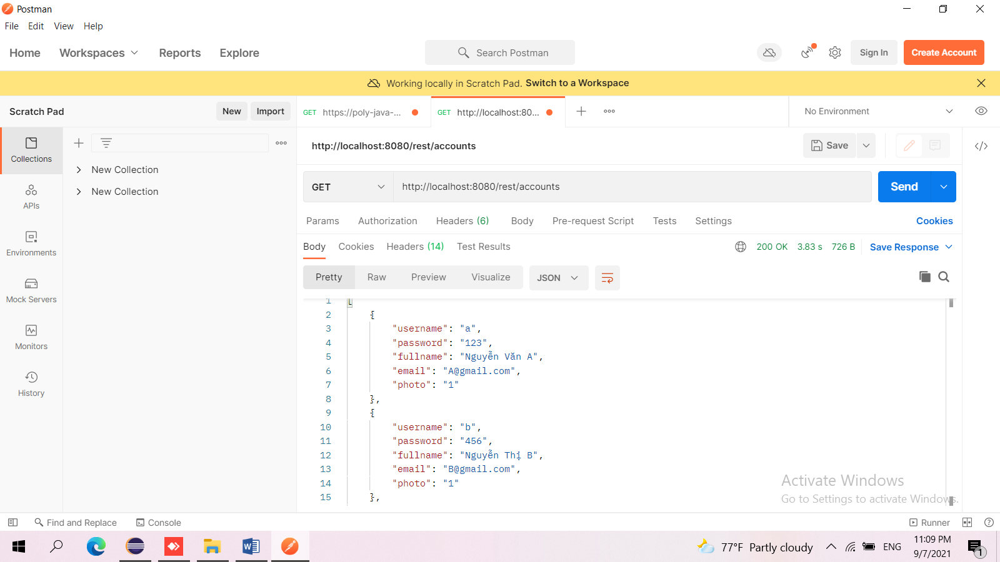 Postman
File Edit View Help
Home Workspaces Reports Explore Search Postman Sign In Create Account
Working locally in Scratch Pad. Switch to a Workspace
Scratch Pad New Import GET https://poly-java-... GET http://localhost:80... No Environment
Collections
New Collection
New Collection
APIs
Environments
Mock Servers
Monitors
History
http://localhost:8080/rest/accounts Save
GET http://localhost:8080/rest/accounts Send
Params Authorization Headers (6) Body Pre-request Script Tests Settings Cookies
Body Cookies Headers (14) Test Results 200 OK 3.83 s 726 B Save Response
Pretty Raw Preview Visualize JSON
1 [
2 {
3 "username": "a",
4 "password": "123",
5 "fullname": "Nguyễn Văn A",
6 "email": "A@gmail.com",
7 "photo": "1"
8 },
9 {
10 "username": "b",
11 "password": "456",
12 "fullname": "Nguyễn Thị B",
13 "email": "B@gmail.com",
14 "photo": "1"
15 },
Activate Windows
Go to Settings to activate Windows.
Find and Replace Console Runner
77°F Partly cloudy ENG 11:09 PM
9/7/2021
1